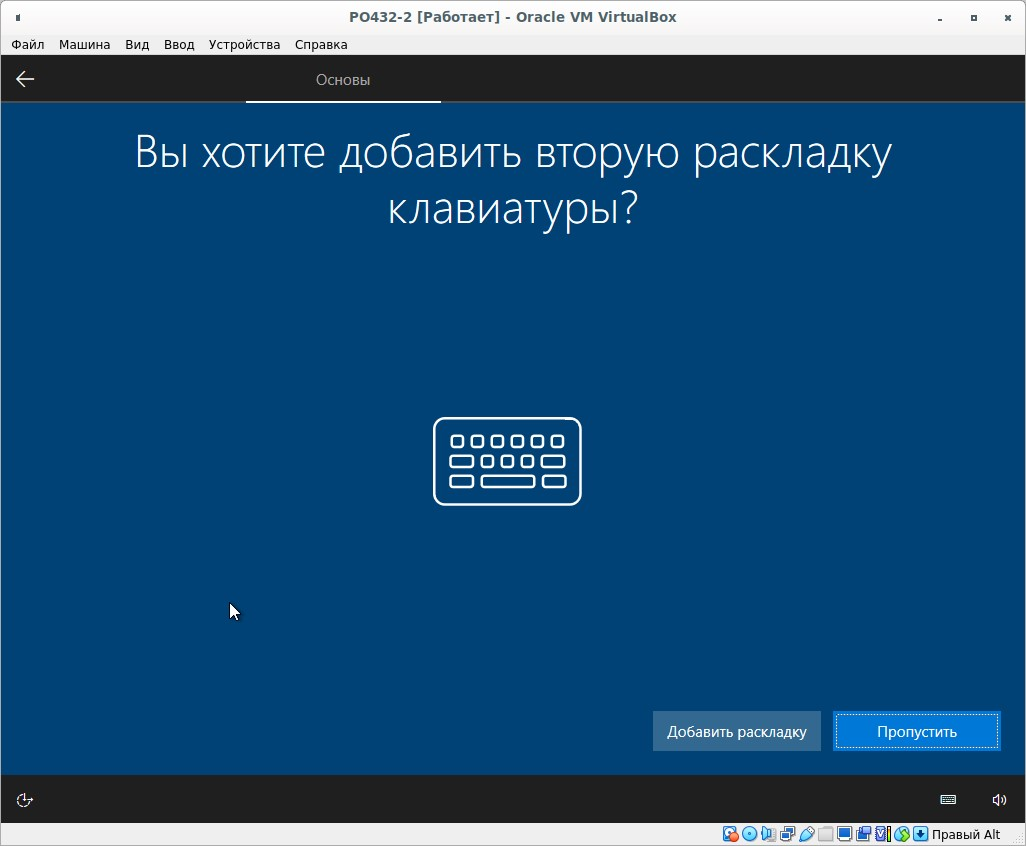 PO432-2 [Работает] - Oracle VM VirtualBox
Файл Машина Вид Ввод Устройства Справка
Основы
Вы хотите добавить вторую раскладку
клавиатуры?
Добавить раскладку Пропустить
Правый Alt